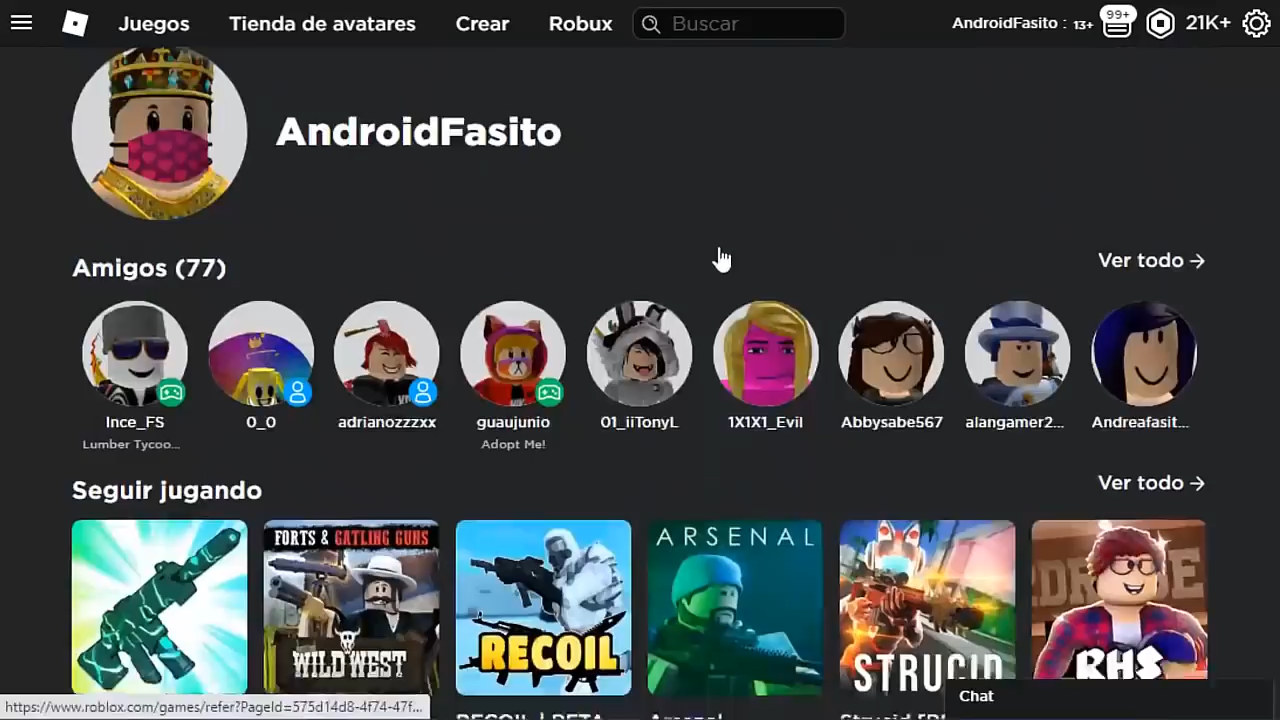 Juegos Tienda de avatares Crear Robux Buscar AndroidFasito : 13+ 99+ 21K+
AndroidFasito
Amigos (77) Ver todo →
Ince_FS 0_0 adrianozzzxx guaujunio 01_iiTonyL 1X1X1_Evil Abbysabe567 alangamer2... Andreafasit...
Lumber Tycoo... Adopt Me!
Seguir jugando Ver todo →
FORTS & GATLING GUNS
WILD WEST
RECOIL
ARSENAL
STRUCID
RHS
Chat
https://www.roblox.com/games/refer?PageId=575d14d8-4f74-47f...